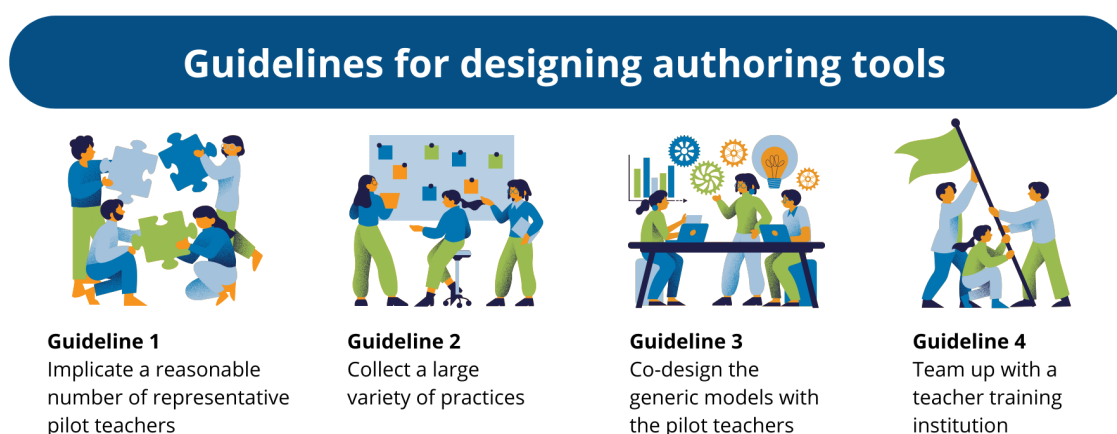 Guidelines for designing authoring tools
Guideline 1
Implicate a reasonable
number of representative
pilot teachers
Guideline 2
Collect a large
variety of practices
Guideline 3
Co-design the
generic models with
the pilot teachers
Guideline 4
Team up with a
teacher training
institution